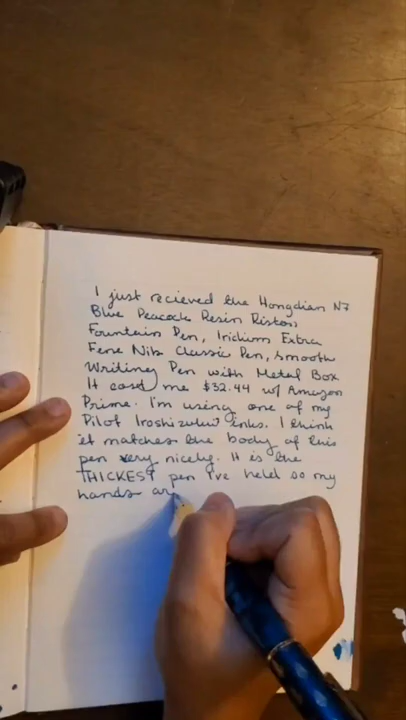 I just recieved the Hongdian N7
Blue Peacock Resin Piston
Fountain Pen, Iridium Extra
Fine Nib Classic Pen, Smooth
Writing Pen with Metal Box
It cost me $32.44 w/ Amazon
Prime. I'm using one of my
Pilot Iroshizuku inks. I think
it matches the body of this
pen very nicely. It is the
THICKEST pen I've held so my
hands ar